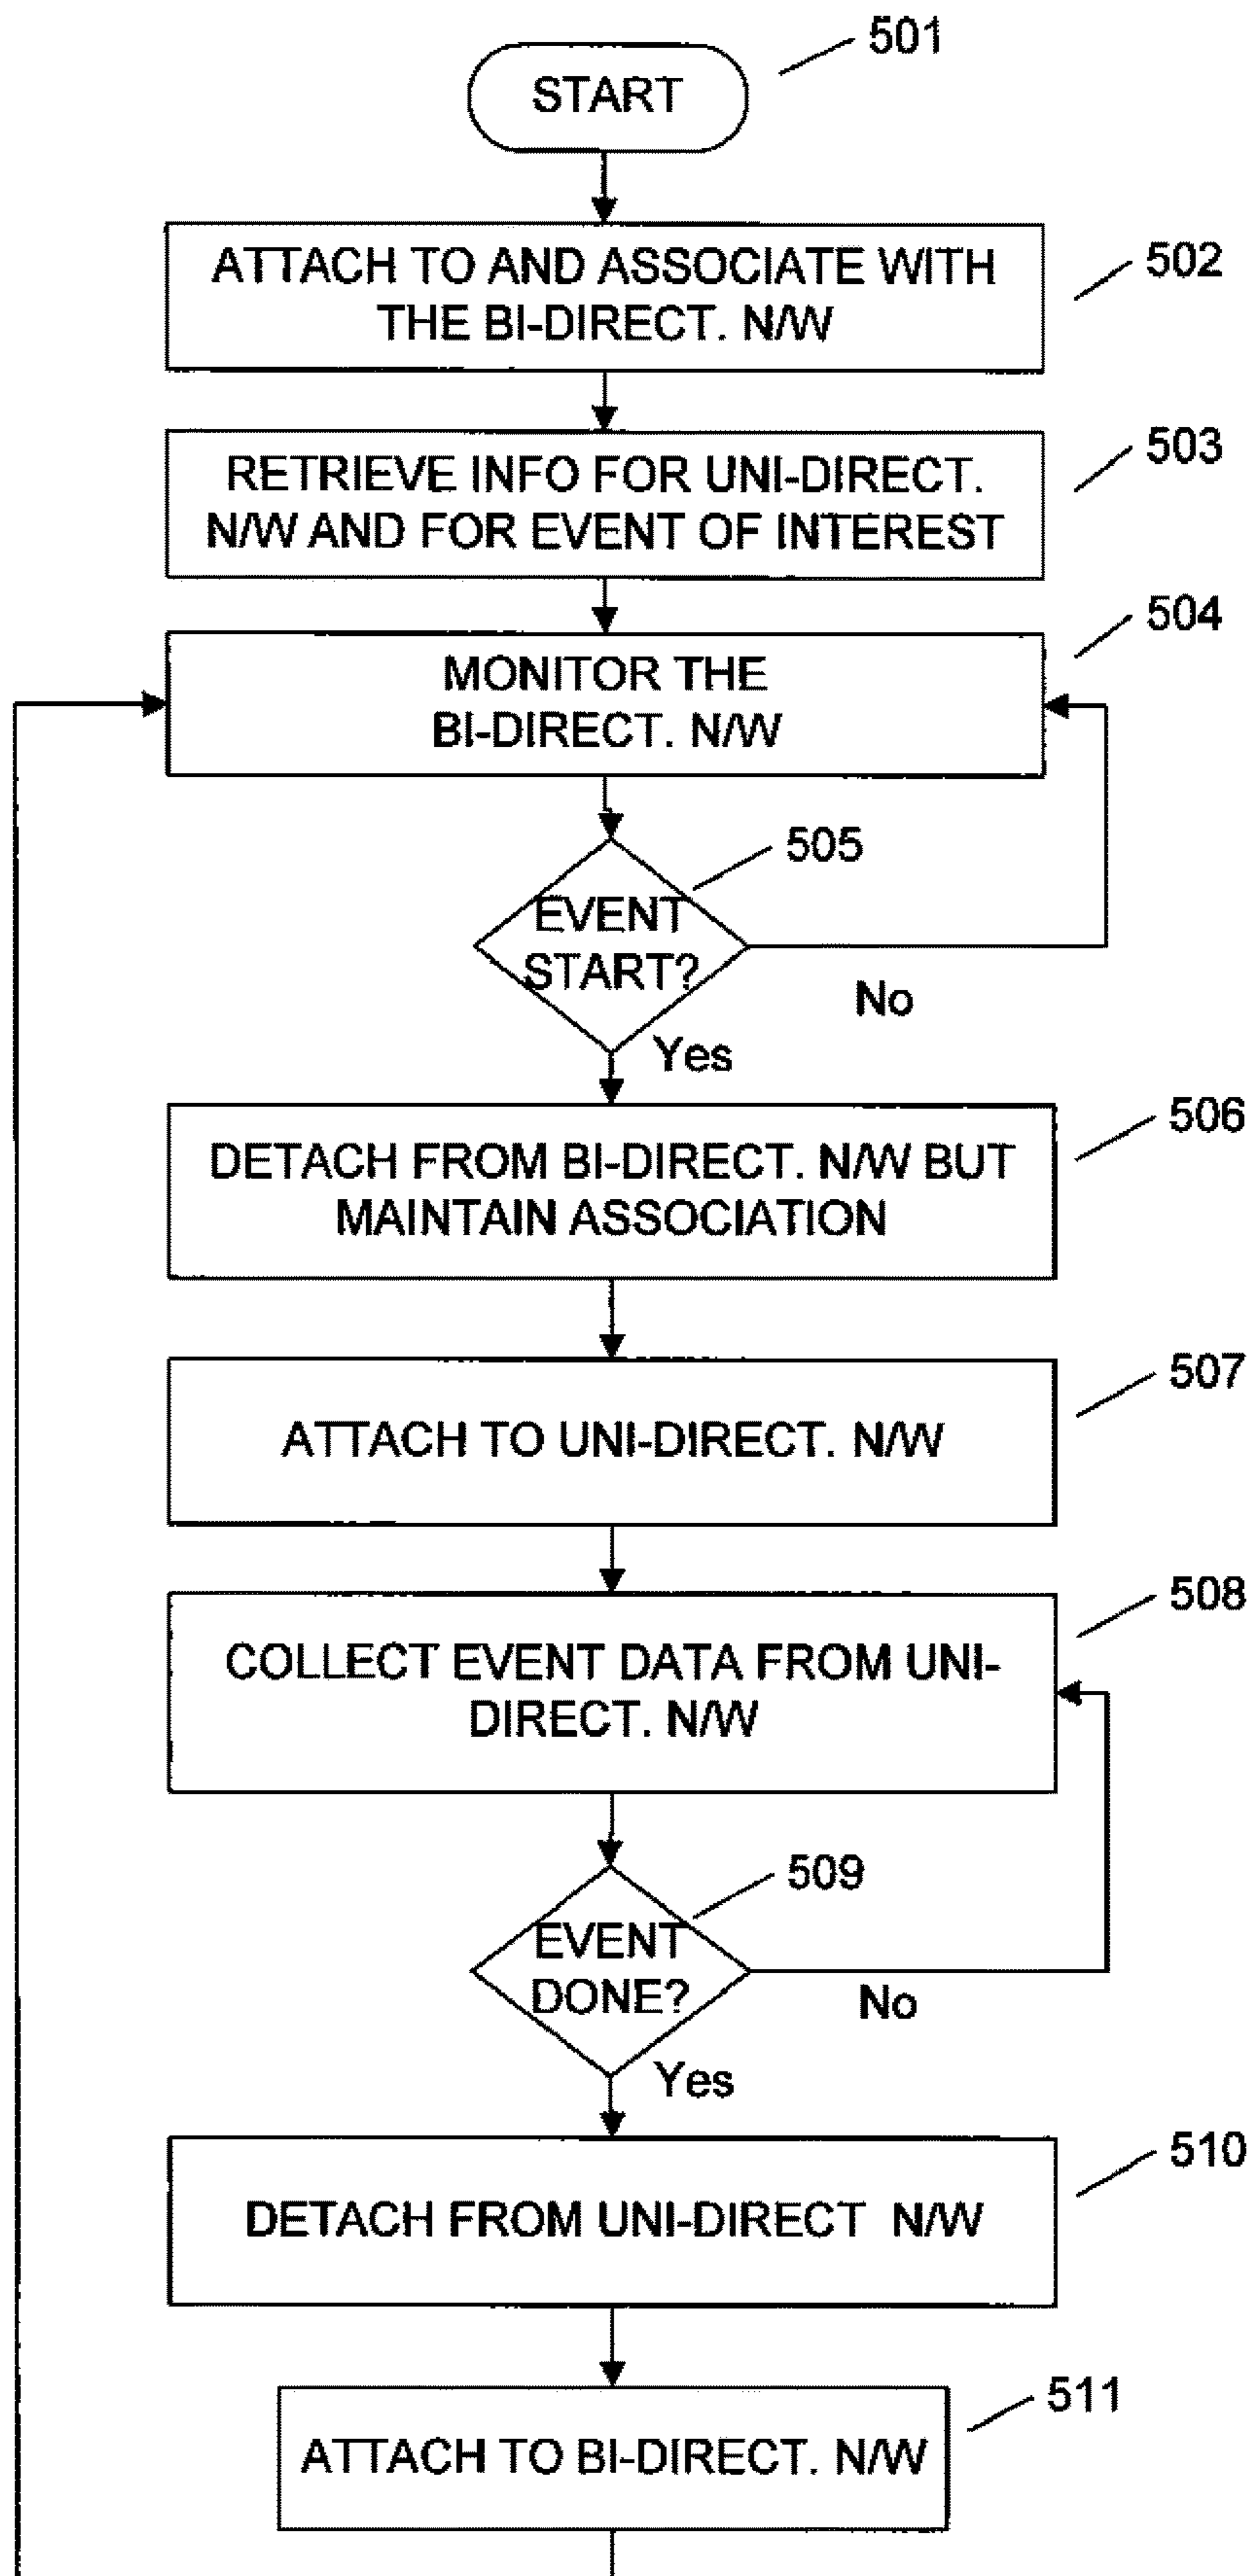 501
START
ATTACH TO AND ASSOCIATE WITH
THE BI-DIRECT. N/W
502
RETRIEVE INFO FOR UNI-DIRECT.
N/W AND FOR EVENT OF INTEREST
503
MONITOR THE
BI-DIRECT. N/W
504
505
EVENT
START?
No
Yes
DETACH FROM BI-DIRECT. N/W BUT
MAINTAIN ASSOCIATION
506
ATTACH TO UNI-DIRECT. N/W
507
COLLECT EVENT DATA FROM UNI-
DIRECT. N/W
508
509
EVENT
DONE?
No
Yes
DETACH FROM UNI-DIRECT N/W
510
ATTACH TO BI-DIRECT. N/W
511